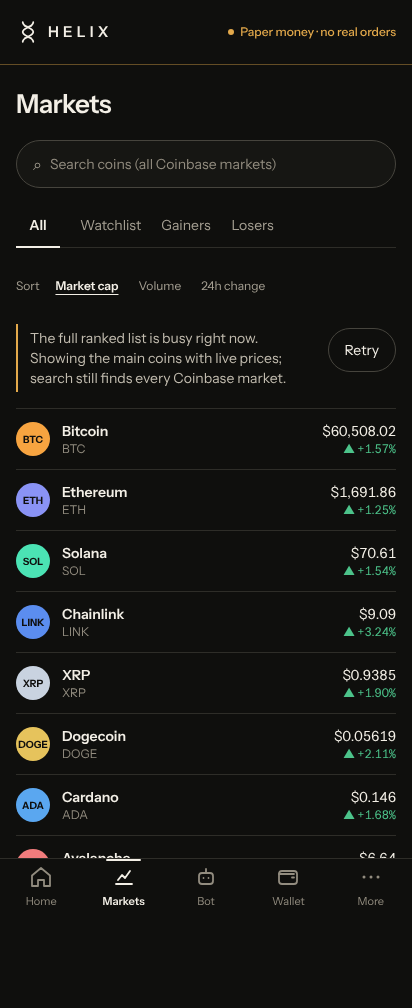 HELIX
Paper money · no real orders
Markets
Search coins (all Coinbase markets)
All Watchlist Gainers Losers
Sort Market cap Volume 24h change
The full ranked list is busy right now.
Showing the main coins with live prices;
search still finds every Coinbase market.
Retry
BTC Bitcoin $60,508.02
BTC ▲ +1.57%
ETH Ethereum $1,691.86
ETH ▲ +1.25%
SOL Solana $70.61
SOL ▲ +1.54%
LINK Chainlink $9.09
LINK ▲ +3.24%
XRP XRP $0.9385
XRP ▲ +1.90%
DOGE Dogecoin $0.05619
DOGE ▲ +2.11%
ADA Cardano $0.146
ADA ▲ +1.68%
Avalanche $6.64
Home Markets Bot Wallet More